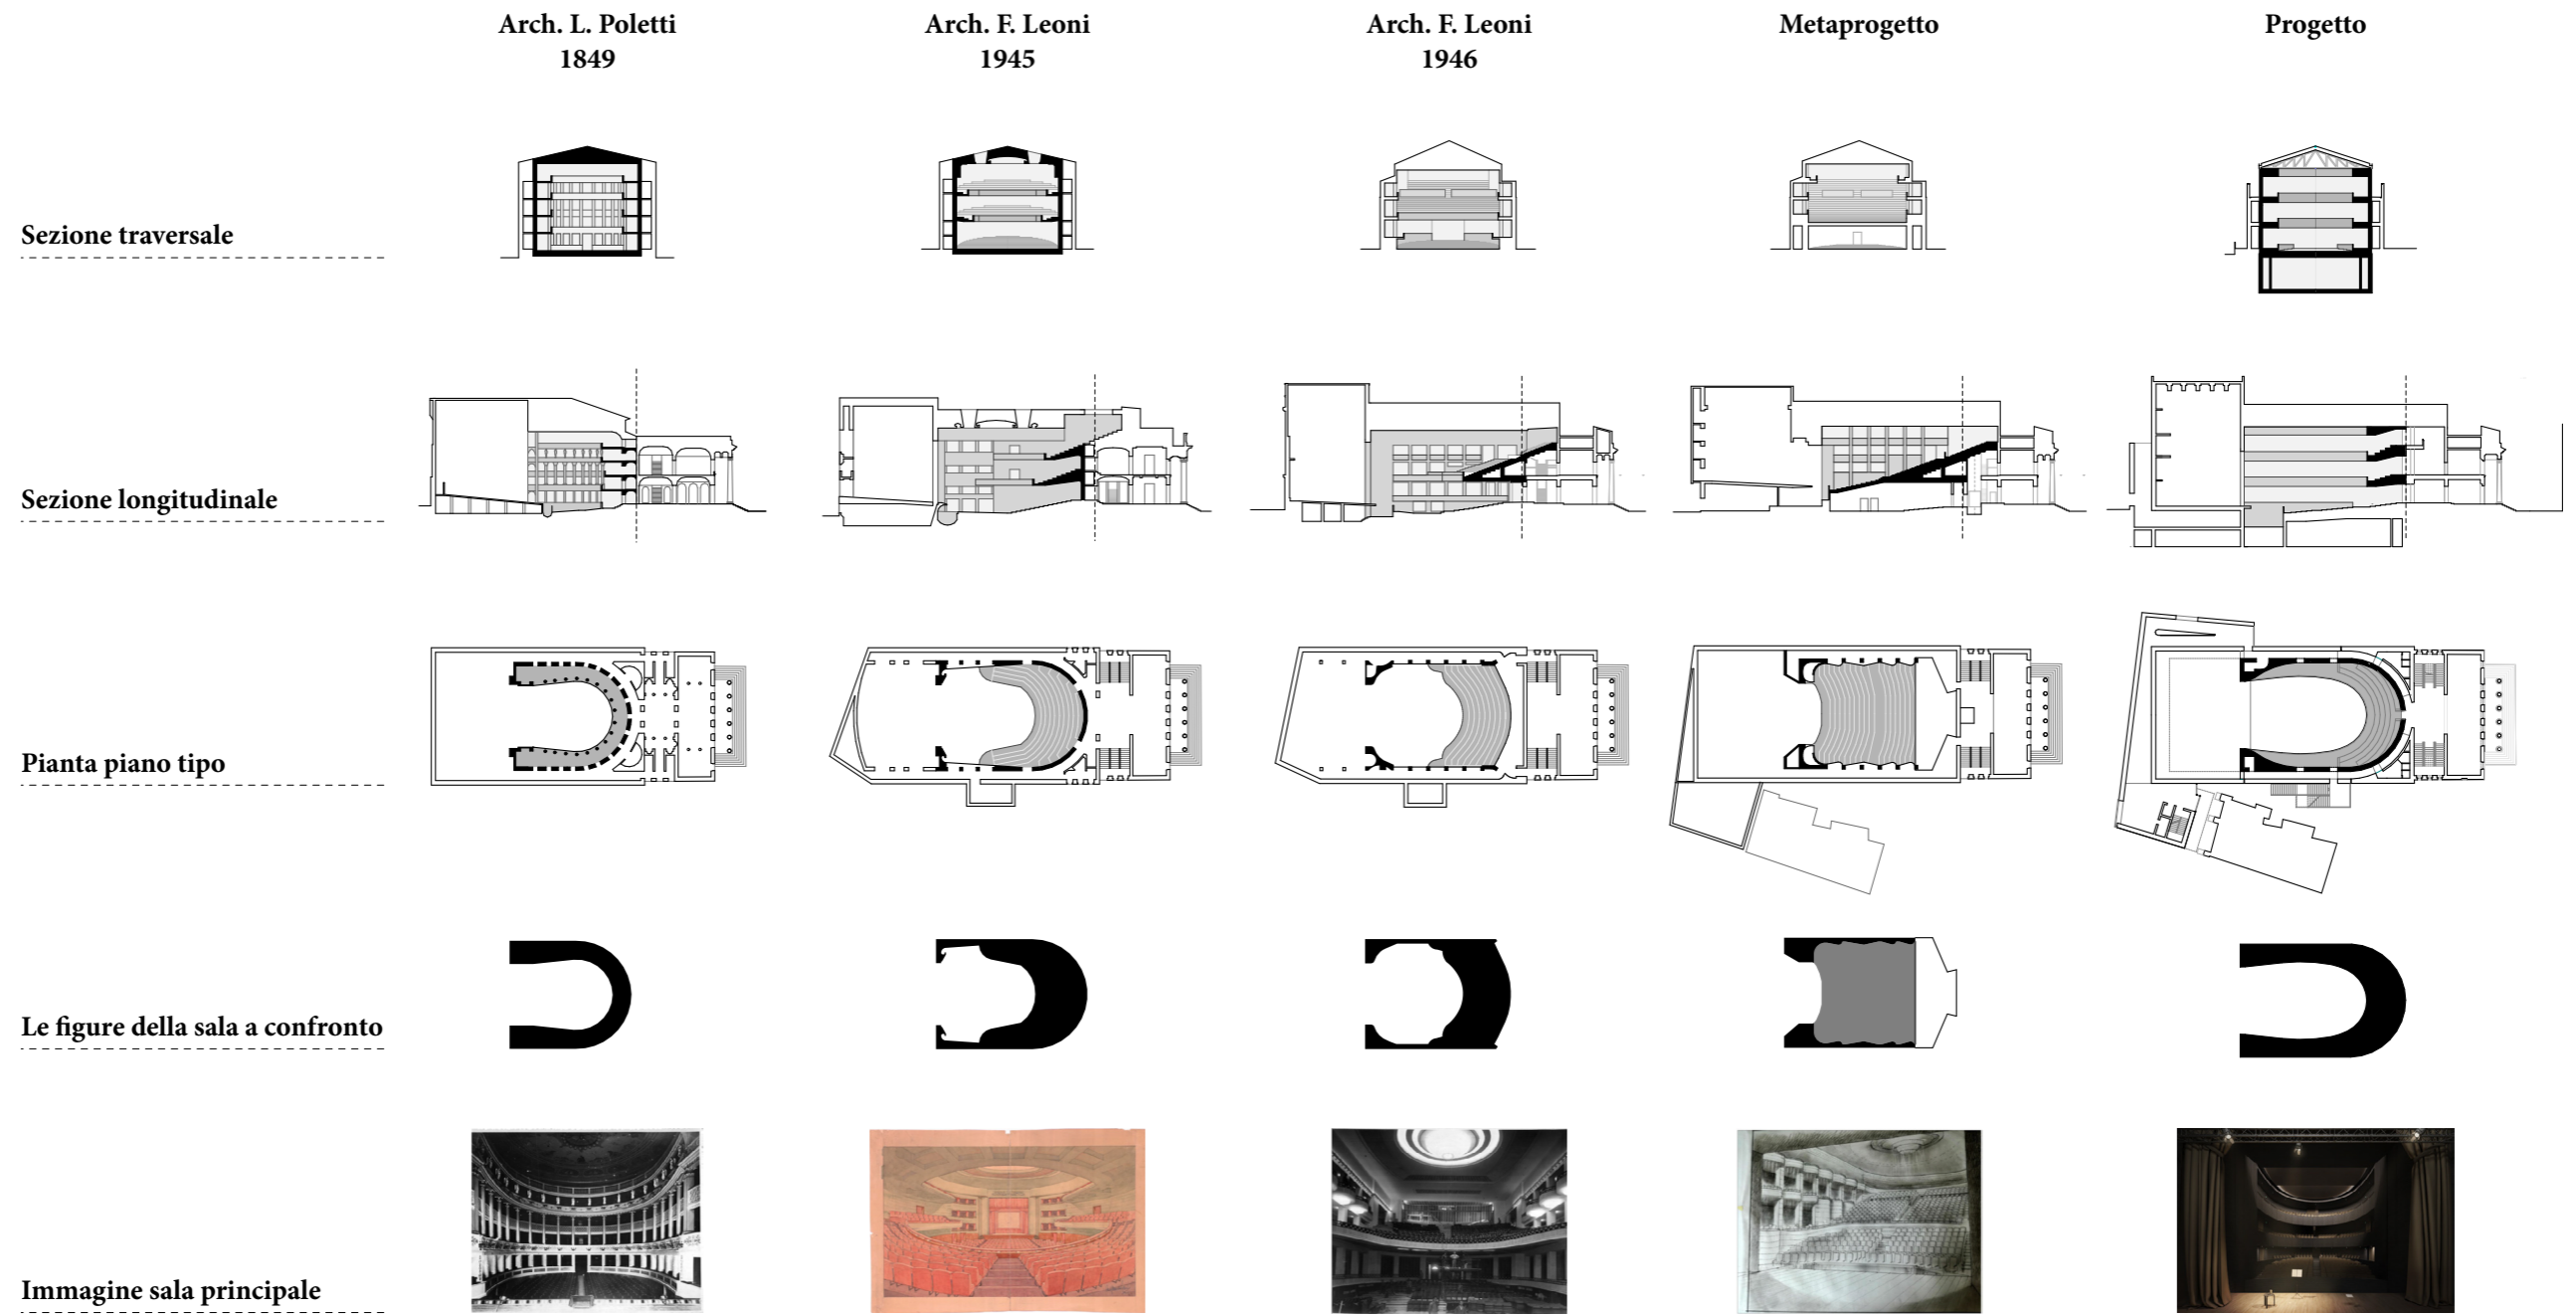 Arch. L. Poletti
1849
Arch. F. Leoni
1945
Arch. F. Leoni
1946
Metaprogetto
Progetto
Sezione traversale
Sezione longitudinale
Pianta piano tipo
Le figure della sala a confronto
Immagine sala principale